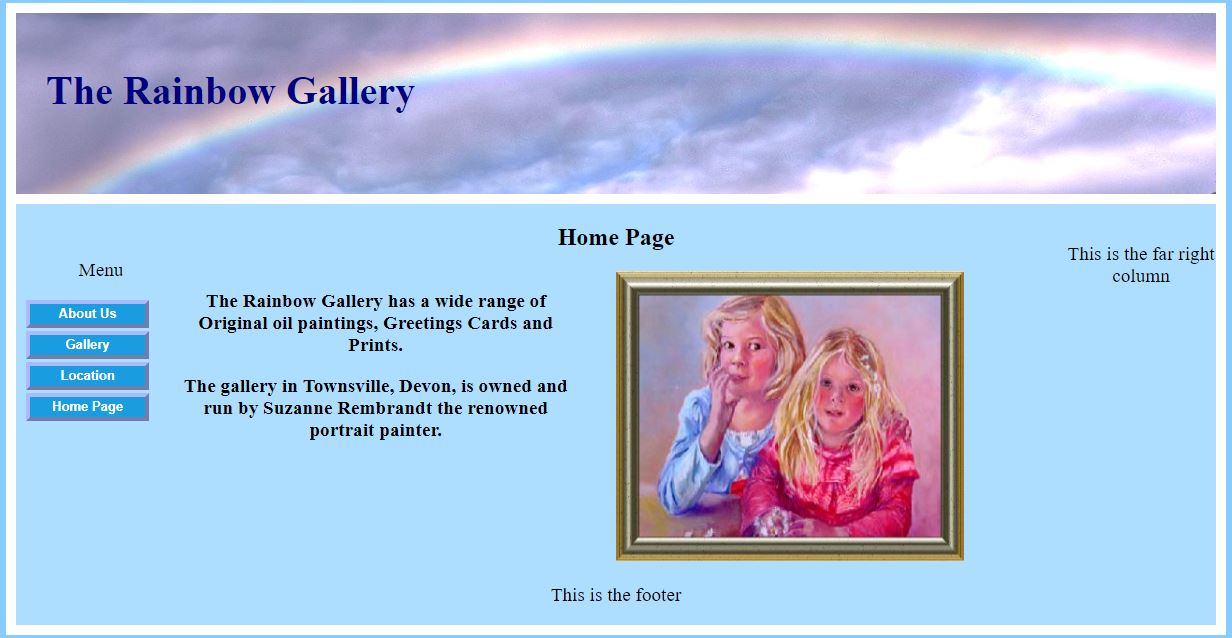 The Rainbow Gallery
Home Page
Menu
About Us
Gallery
Location
Home Page
The Rainbow Gallery has a wide range of
Original oil paintings, Greetings Cards and
Prints.
The gallery in Townsville, Devon, is owned and
run by Suzanne Rembrandt the renowned
portrait painter.
This is the far right
column
This is the footer